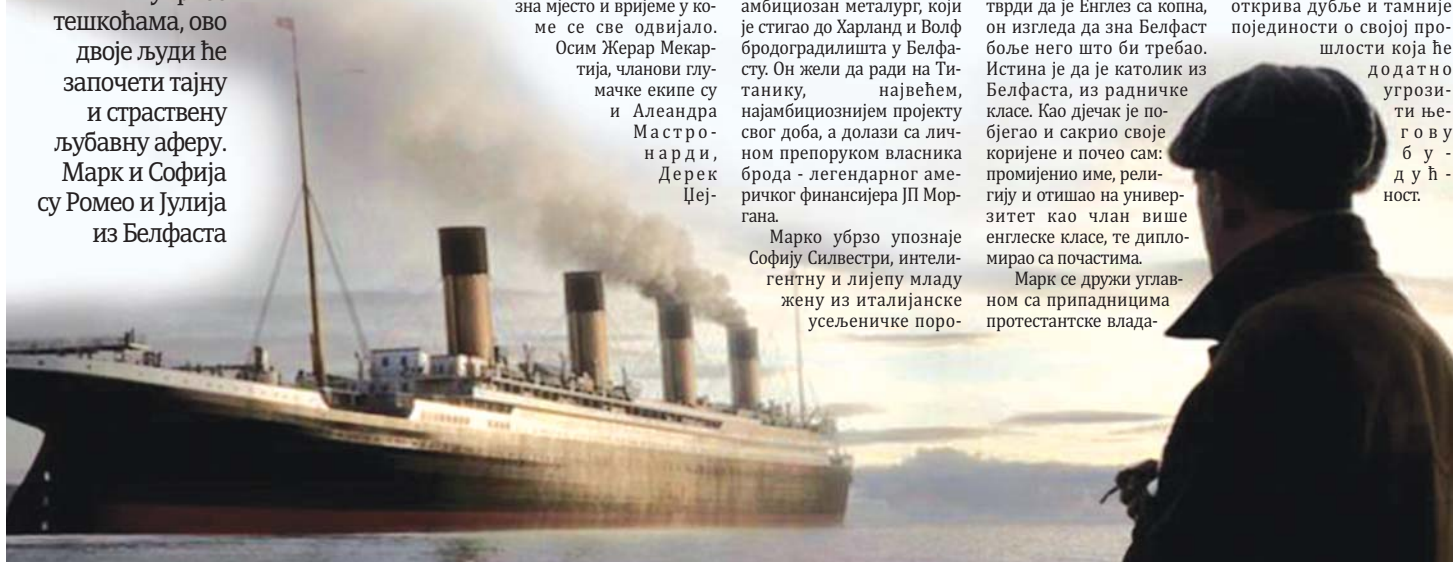 тешкоћама, ово
двоје људи ће
започети тајну
и страствену
љубавну аферу.
Марк и Софија
су Ромео и Јулија
из Белфаста
зна мјесто и вријеме у ко-
ме се све одвијало.
Осим Жерар Мекар-
тија, чланови глу-
мачке екипе су
и Алеандра
Мастро-
нарди,
Дерек
Џеј-
амбициозан металург, који
је стигао до Харланд и Волф
бродоградилишта у Белфа-
сту. Он жели да ради на Ти-
танику, највећем,
најамбициознијем пројекту
свог доба, а долази са лич-
ном препоруком власника
брода - легендарног аме-
ричког финансијера ЈП Мор-
гана.
Марко убрзо упознаје
Софију Силвестри, интели-
гентну и лијепу младу
жену из италијанске
усељеничке поро-
тврди да је Енглез са копна,
он изгледа да зна Белфаст
боље него што би требао.
Истина је да је католик из
Белфаста, из радничке
класе. Као дјечак је по-
бјегао и сакрио своје
коријене и почео сам:
промијенио име, рели-
гију и отишао на универ-
зитет као члан више
енглеске класе, те дипло-
мирао са почастима.
Марк се дружи углав-
ном са припадницима
протестантске влада-
открива дубље и тамније
појединости о својој про-
шлости која ће
додатно
угрози-
ти ње-
гову
бу-
дућ-
ност.